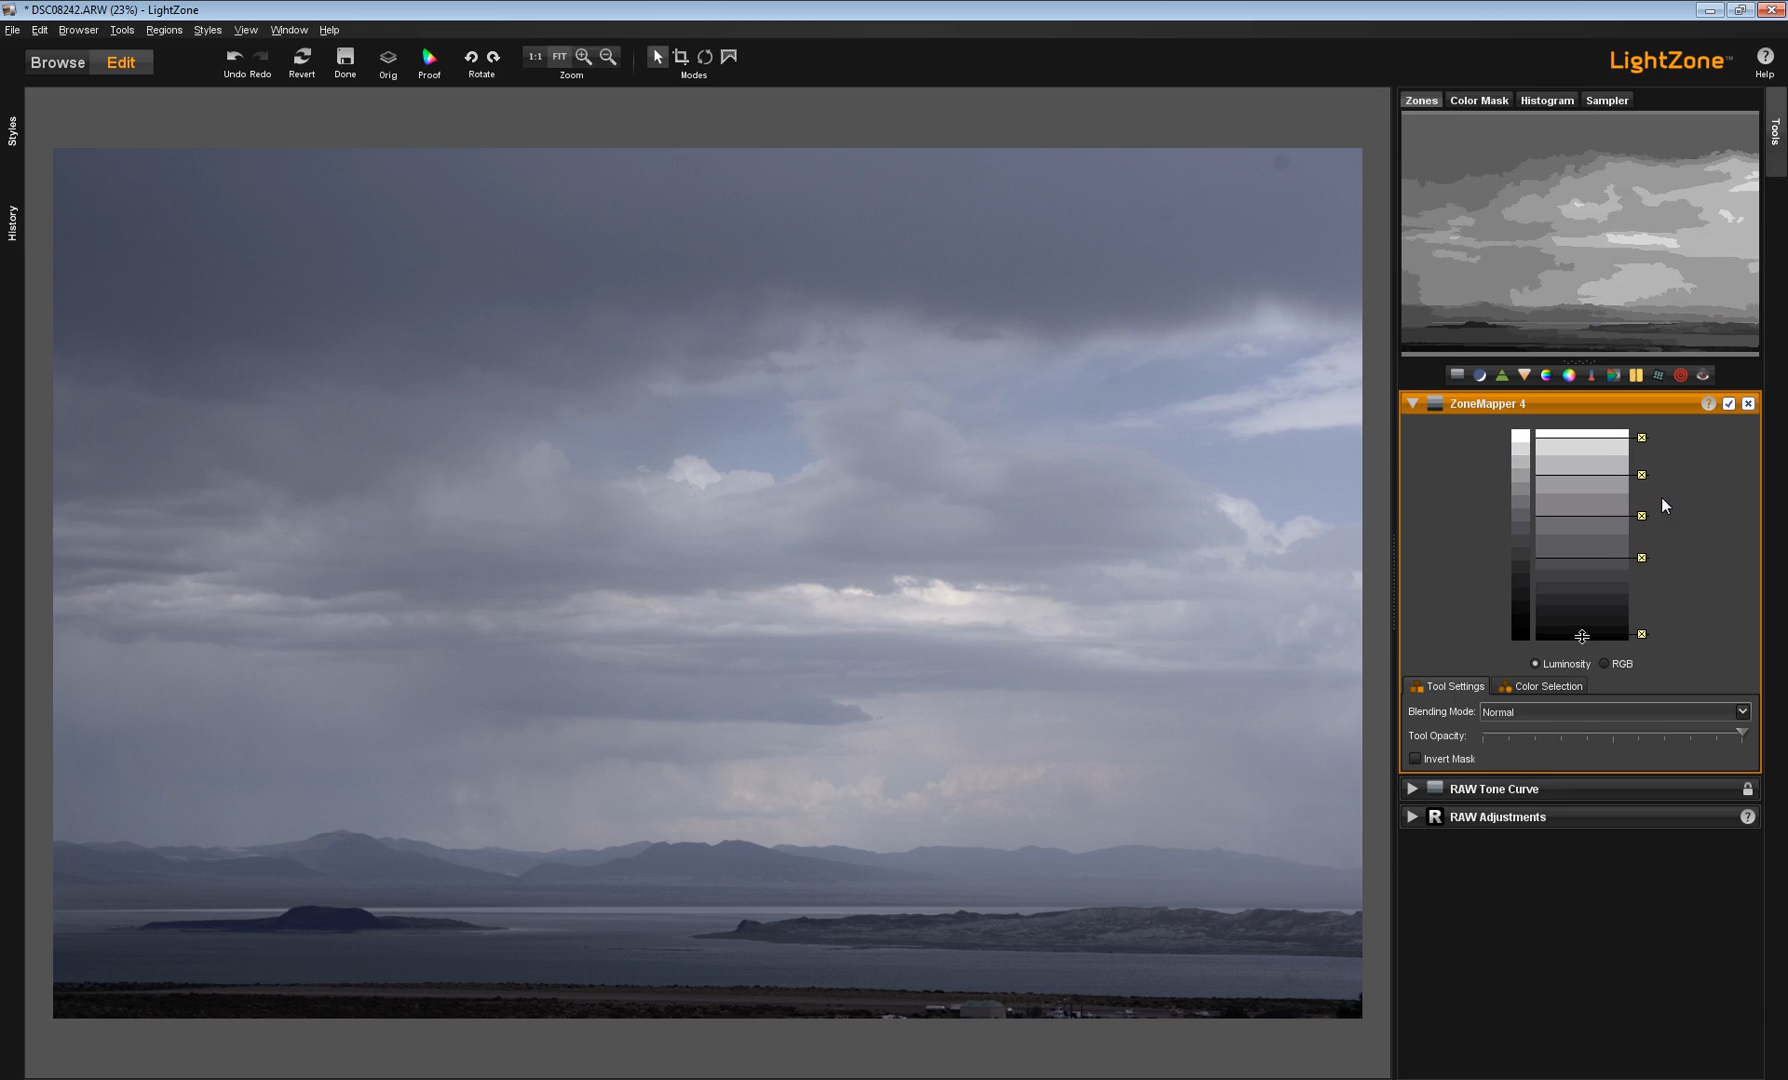 * DSC08242.ARW (23%) - LightZone
File Edit Browser Tools Regions Styles View Window Help
Browse Edit
Undo Redo Revert Done Orig Proof Rotate
1:1 FIT
Zoom Modes
LightZone™
? Help
Styles
History
Zones Color Mask Histogram Sampler
Tools
ZoneMapper 4 ?
Luminosity RGB
Tool Settings Color Selection
Blending Mode: Normal
Tool Opacity:
Invert Mask
RAW Tone Curve
R RAW Adjustments ?